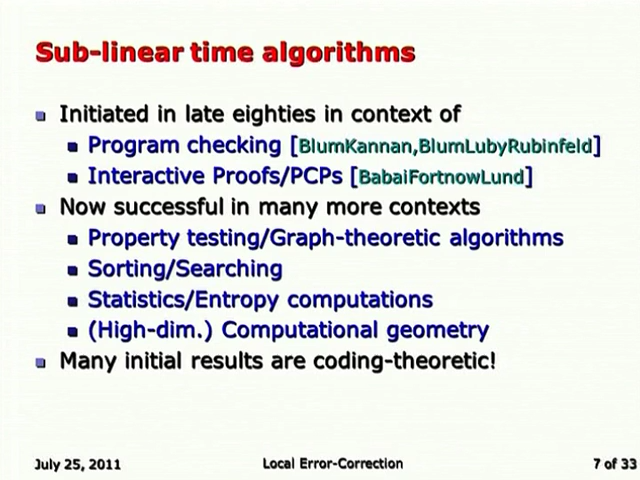 Sub-linear time algorithms
Initiated in late eighties in context of
Program checking [BlumKannan,BlumLubyRubinfeld]
Interactive Proofs/PCPs [BabaiFortnowLund]
Now successful in many more contexts
Property testing/Graph-theoretic algorithms
Sorting/Searching
Statistics/Entropy computations
(High-dim.) Computational geometry
Many initial results are coding-theoretic!
July 25, 2011
Local Error-Correction
7 of 33